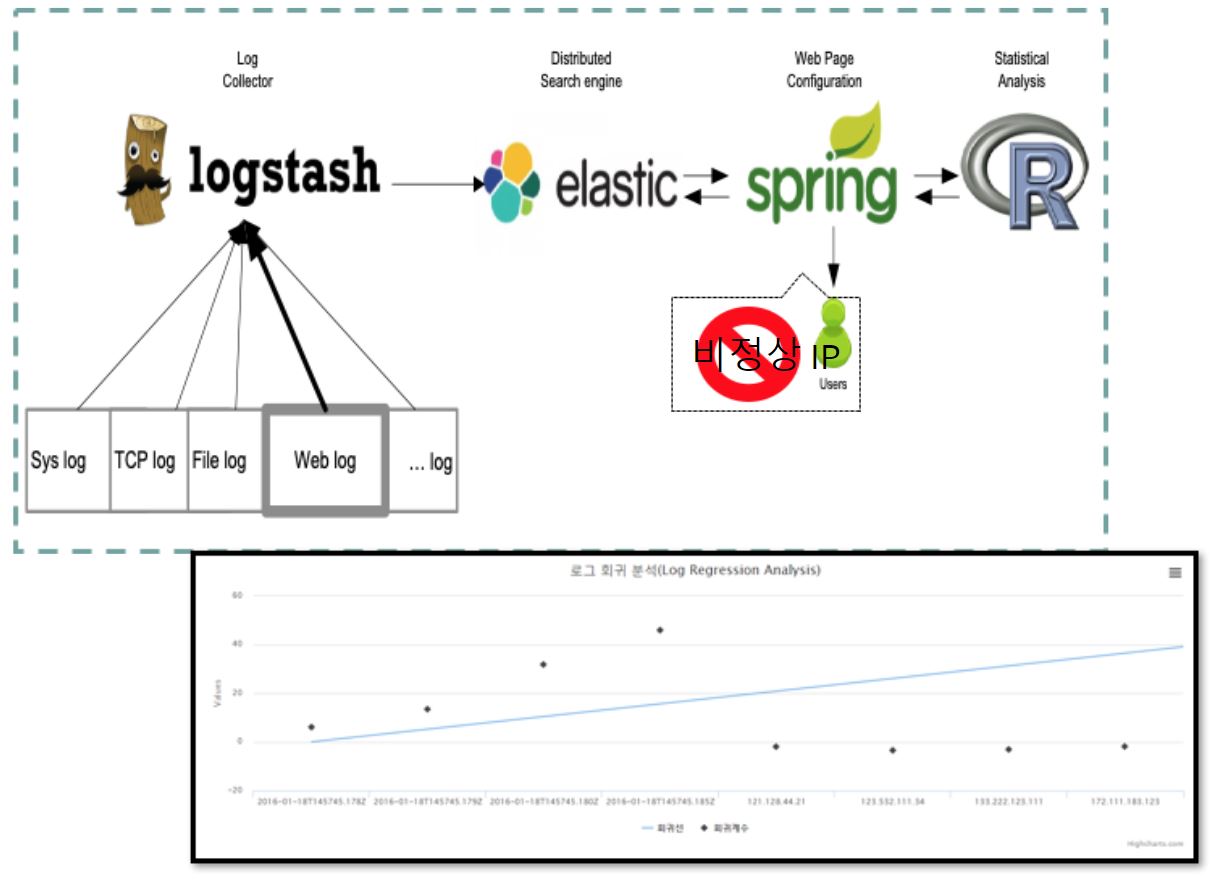 Log
Collector
Distributed
Search engine
Web Page
Configuration
Statistical
Analysis
logstash
elastic
spring
R
비정상 IP
Users
Sys log
TCP log
File log
Web log
... log
로그 회귀 분석(Log Regression Analysis)
60
40
20
0
-20
Values
2016-01-18T145745.178Z
2016-01-18T145745.179Z
2016-01-18T145745.180Z
2016-01-18T145745.185Z
121.128.44.21
123.532.111.34
133.222.123.111
172.111.183.123
회귀선
회귀계수
Highcharts.com